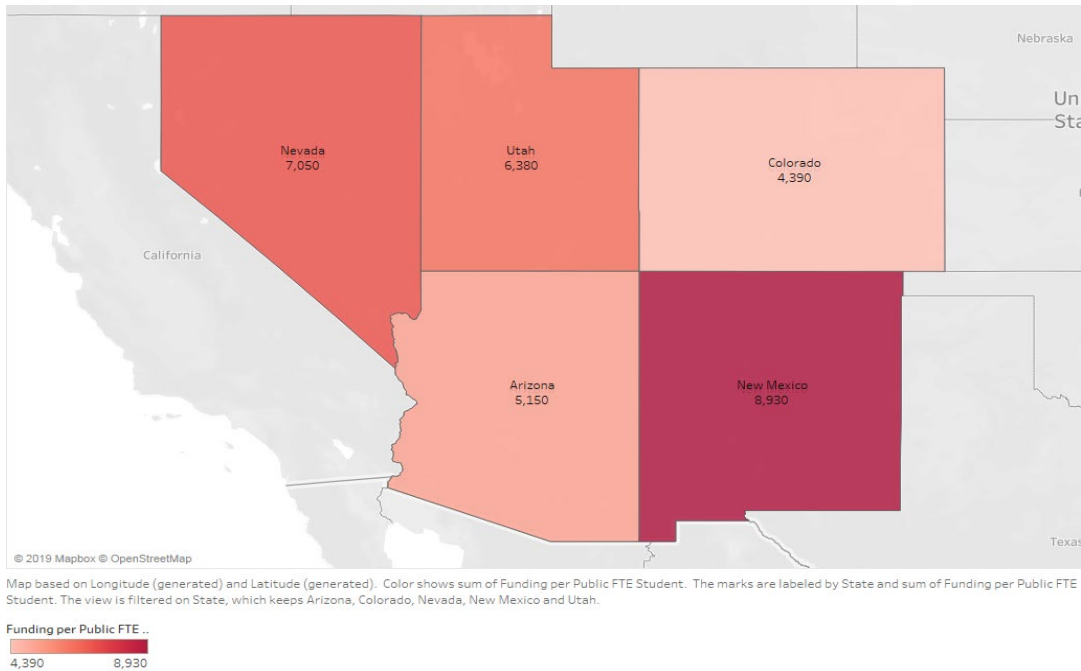 Nebraska
Un
Sta
Nevada
7,050
Utah
6,380
Colorado
4,390
California
Arizona
5,150
New Mexico
8,930
Texas
© 2019 Mapbox © OpenStreetMap
Map based on Longitude (generated) and Latitude (generated). Color shows sum of Funding per Public FTE Student. The marks are labeled by State and sum of Funding per Public FTE
Student. The view is filtered on State, which keeps Arizona, Colorado, Nevada, New Mexico and Utah.
Funding per Public FTE ..
4,390 8,930